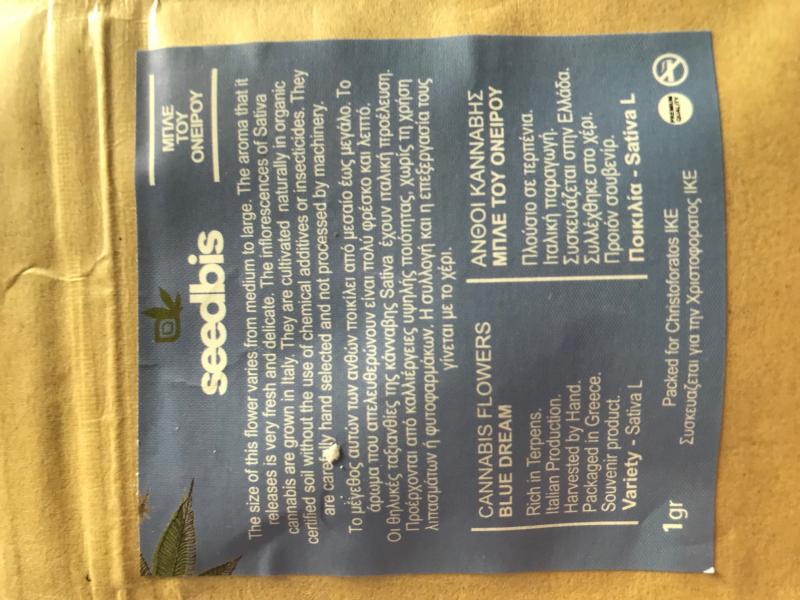 ΜΠΛΕ
ΤΟΥ
ΟΝΕΙΡΟΥ
seedbis
The size of this flower varies from medium to large. The aroma that it
releases is very fresh and delicate. The inflorescences of Sativa
cannabis are grown in Italy. They are cultivated naturally in organic
certified soil without the use of chemical additives or insecticides. They
are carefully hand selected and not processed by machinery.
Το μέγεθος αυτών των ανθών ποικίλει από μεσαίο έως μεγάλο. Το
άρωμα που απελευθερώνουν είναι πολύ φρέσκο και λεπτό.
Οι θηλυκές ταξιανθίες της κάνναβης Sativa έχουν ιταλική προέλευση.
Προέρχονται από καλλιέργειες υψηλής ποιότητας, χωρίς τη χρήση
λιπασμάτων ή φυτοφαρμάκων. Η συλλογή και η επεξεργασία τους
γίνεται με το χέρι.
CANNABIS FLOWERS
BLUE DREAM
Rich in Terpens.
Italian Production.
Harvested by Hand.
Packaged in Greece.
Souvenir product.
Variety - Sativa L
ΑΝΘΟΙ ΚΑΝΝΑΒΗΣ
ΜΠΛΕ ΤΟΥ ΟΝΕΙΡΟΥ
Πλούσιο σε τερπένια.
Ιταλική παραγωγή.
Συσκευάζεται στην Ελλάδα.
Συλλέχθηκε στο χέρι.
Προϊόν σουβενίρ.
Ποικιλία - Sativa L
1gr
Packed for Christoforatos IKE
Συσκευαζεται για την Χριστοφορατος ΙΚΕ
PREMIUM
QUALITY